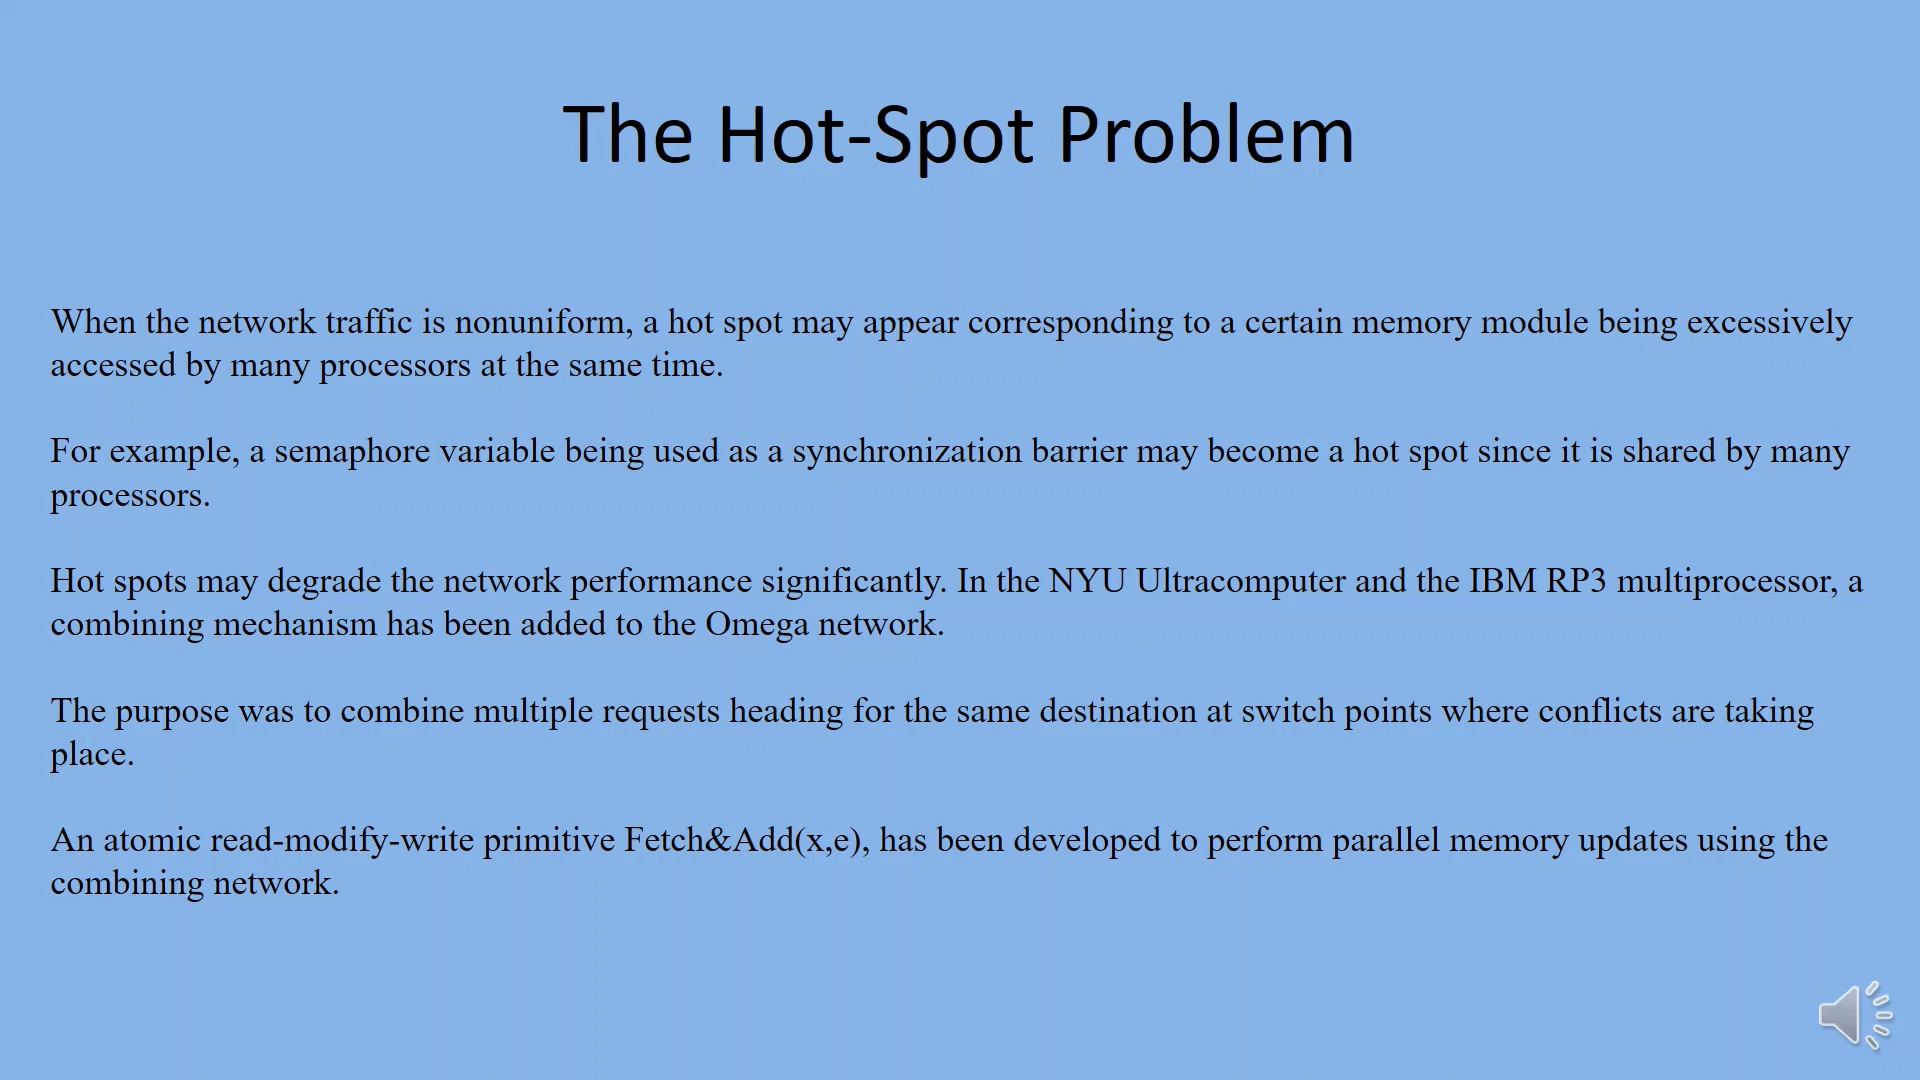 The Hot-Spot Problem
When the network traffic is nonuniform, a hot spot may appear corresponding to a certain memory module being excessively
accessed by many processors at the same time.
For example, a semaphore variable being used as a synchronization barrier may become a hot spot since it is shared by many
processors.
Hot spots may degrade the network performance significantly. In the NYU Ultracomputer and the IBM RP3 multiprocessor, a
combining mechanism has been added to the Omega network.
The purpose was to combine multiple requests heading for the same destination at switch points where conflicts are taking
place.
An atomic read-modify-write primitive Fetch&Add(x,e), has been developed to perform parallel memory updates using the
combining network.